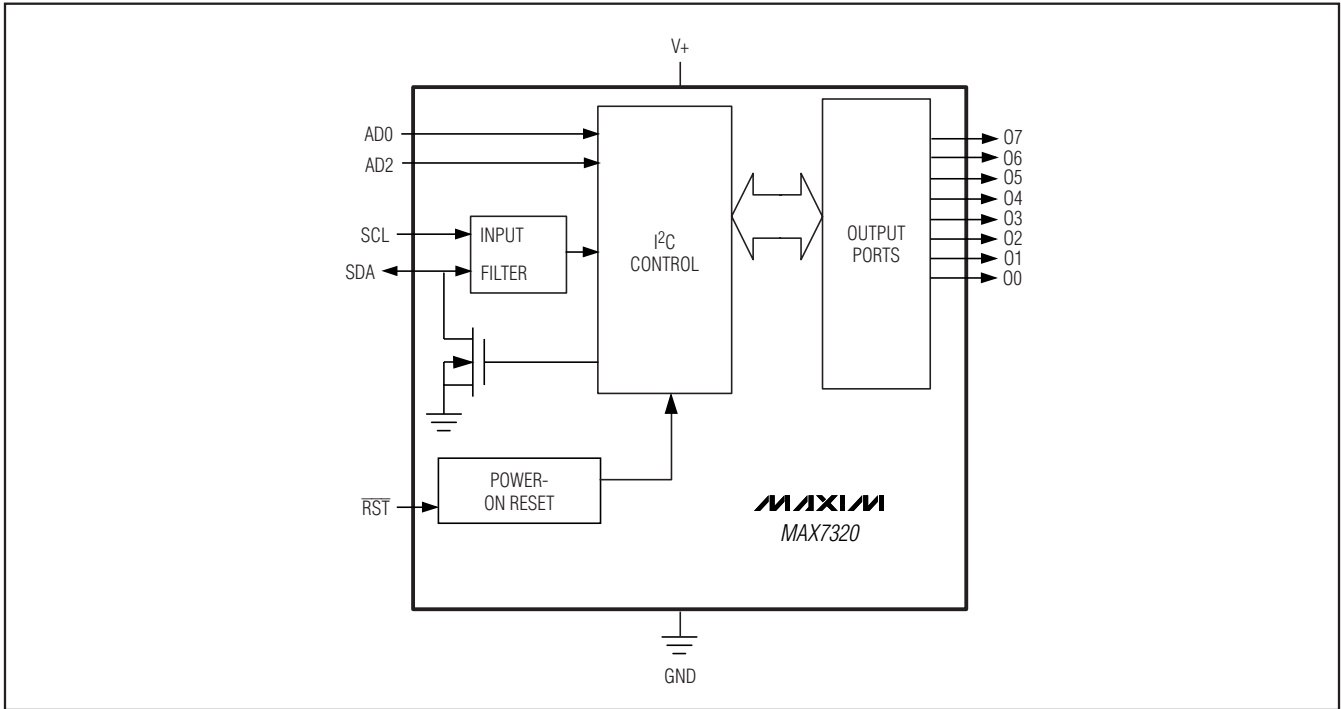 V+
AD0
AD2
SCL
SDA
INPUT
FILTER
I²C
CONTROL
OUTPUT
PORTS
O7
O6
O5
O4
O3
O2
O1
O0
RST
POWER-
ON RESET
MAXIM
MAX7320
GND